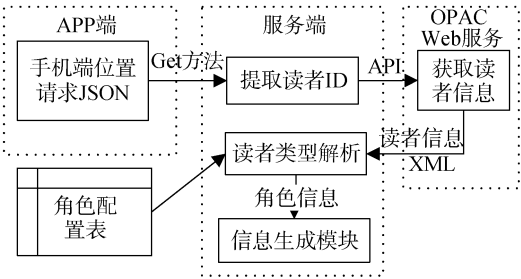 APP端
手机端位置
请求JSON
Get方法
服务端
提取读者ID
API
OPAC
Web服务
获取读
者信息
读者信息
XML
读者类型解析
角色配
置表
角色信息
信息生成模块